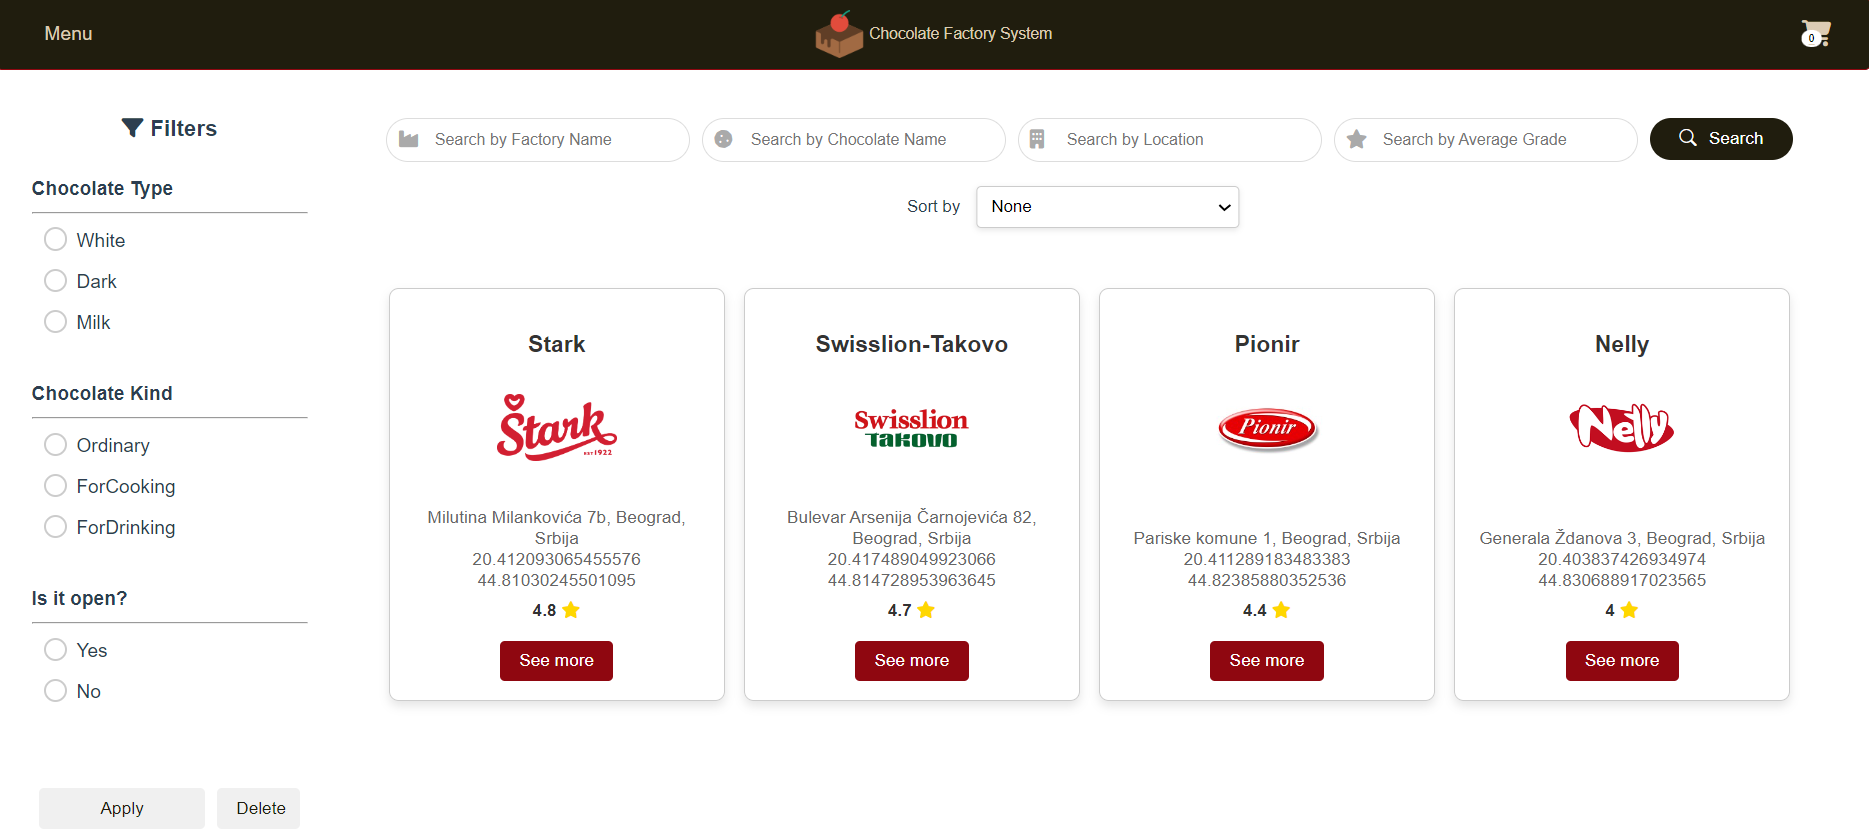 Menu
Chocolate Factory System
0
Filters
Chocolate Type
White
Dark
Milk
Chocolate Kind
Ordinary
ForCooking
ForDrinking
Is it open?
Yes
No
Apply
Delete
Search by Factory Name
Search by Chocolate Name
Search by Location
Search by Average Grade
Search
Sort by
None
Stark
Štark
EST 1922
Milutina Milankovića 7b, Beograd,
Srbija
20.412093065455576
44.81030245501095
4.8
See more
Swisslion-Takovo
Swisslion
Takovo
Bulevar Arsenija Čarnojevića 82,
Beograd, Srbija
20.417489049923066
44.814728953963645
4.7
See more
Pionir
Pionir
Pariske komune 1, Beograd, Srbija
20.411289183483383
44.82385880352536
4.4
See more
Nelly
Nelly
Generala Ždanova 3, Beograd, Srbija
20.403837426934974
44.830688917023565
4
See more